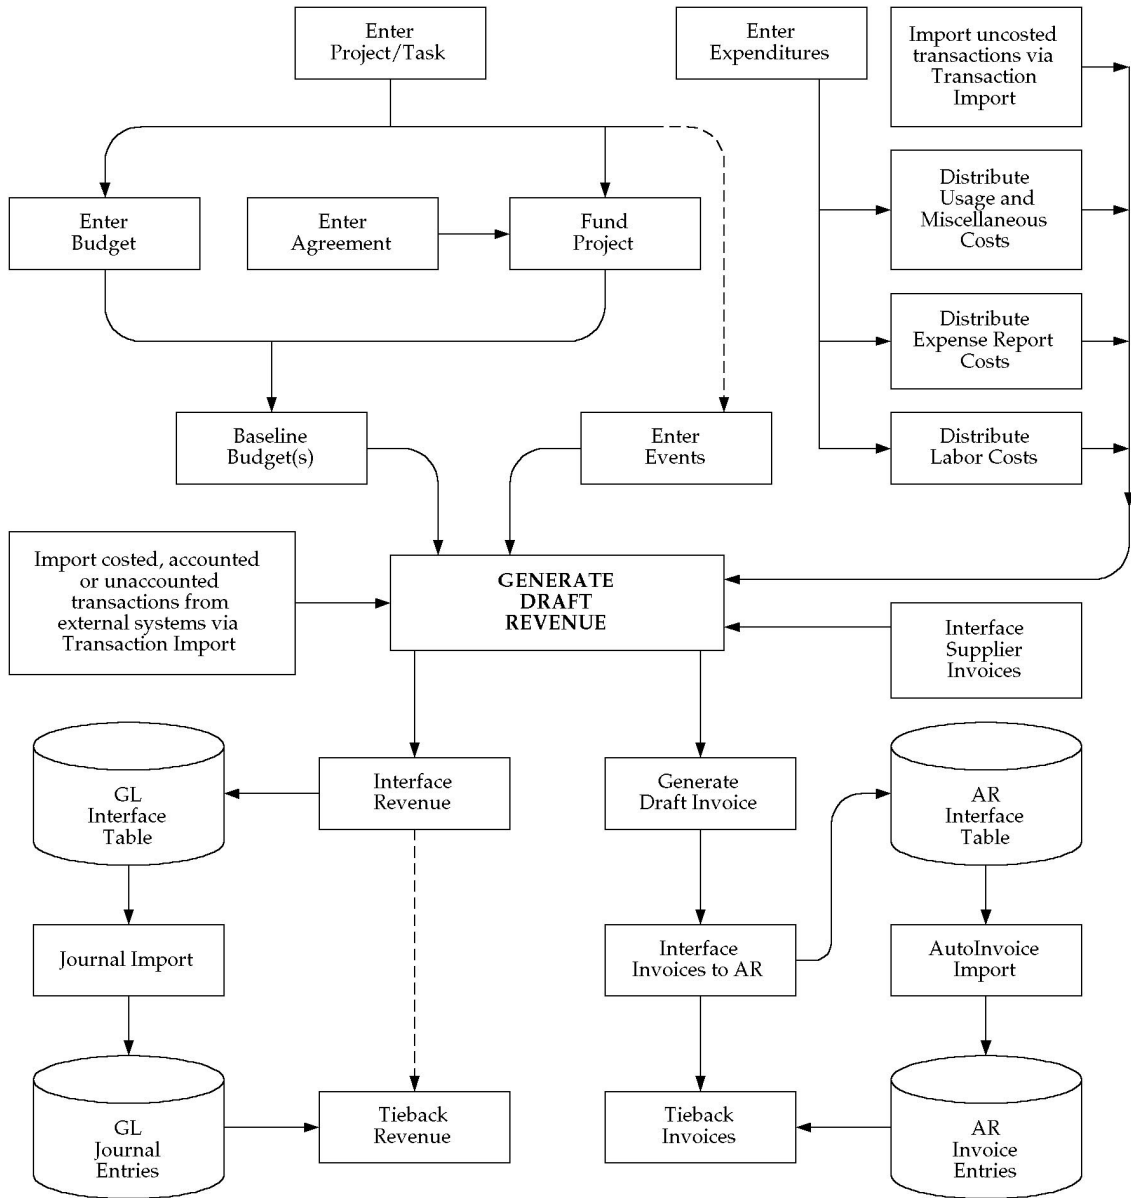 Enter
Project/Task
Enter
Expenditures
Import uncosted
transactions via
Transaction
Import
Enter
Budget
Enter
Agreement
Fund
Project
Distribute
Usage and
Miscellaneous
Costs
Distribute
Expense Report
Costs
Baseline
Budget(s)
Enter
Events
Distribute
Labor Costs
Import costed, accounted
or unaccounted
transactions from
external systems via
Transaction Import
GENERATE
DRAFT
REVENUE
Interface
Supplier
Invoices
GL
Interface
Table
Interface
Revenue
Generate
Draft Invoice
AR
Interface
Table
Journal Import
Interface
Invoices to AR
AutoInvoice
Import
GL
Journal
Entries
Tieback
Revenue
Tieback
Invoices
AR
Invoice
Entries